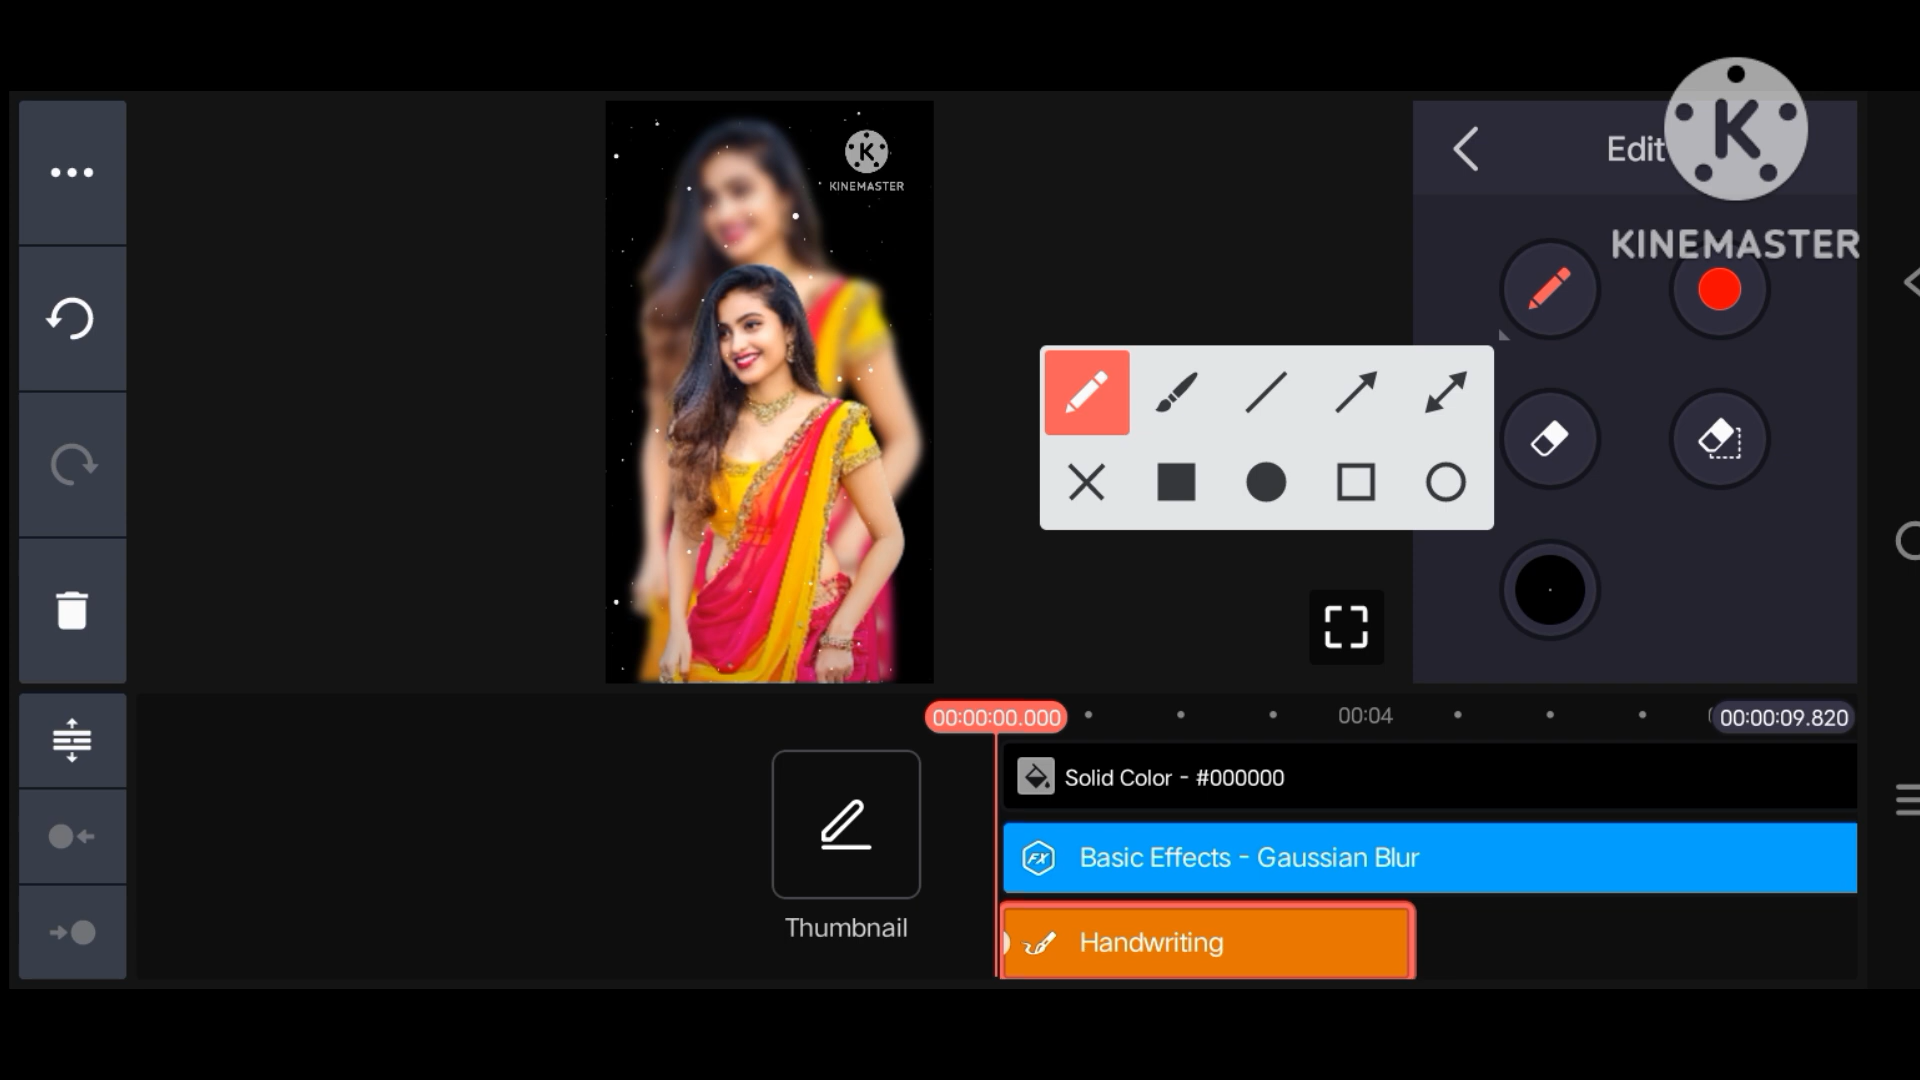 KINEMASTER
Edit
KINEMASTER
00:00:00.000
00:04
00:00:09.820
Solid Color - #000000
FX
Basic Effects - Gaussian Blur
Thumbnail
Handwriting